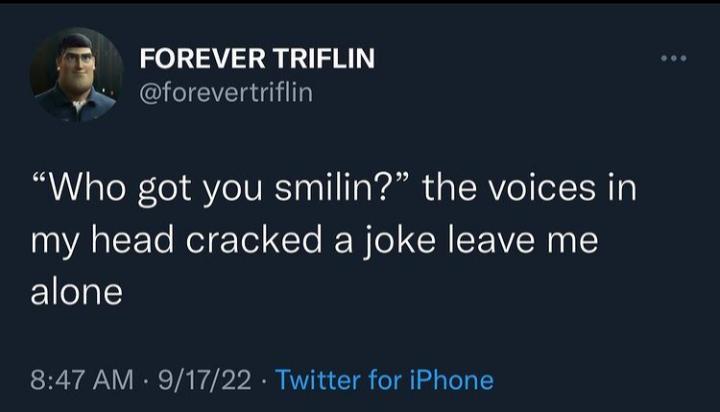 FOREVER TRIFLIN
@forevertriflin
“Who got you smilin?” the voices in
my head cracked a joke leave me
alone
8:47 AM · 9/17/22 · Twitter for iPhone